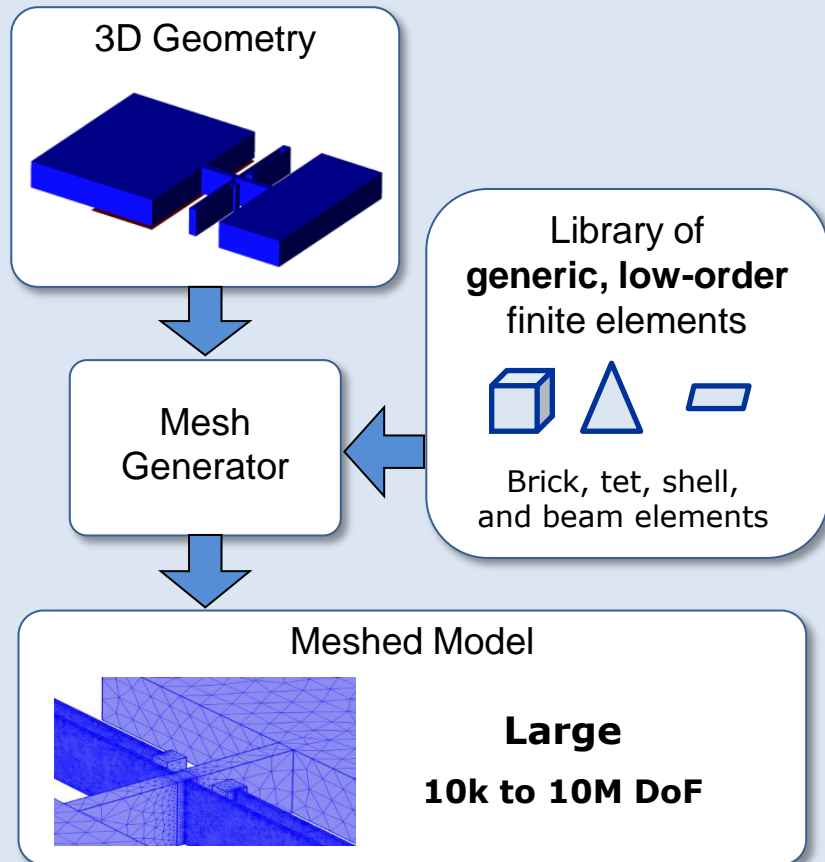 3D Geometry
Library of
generic, low-order
finite elements
Mesh
Generator
Brick, tet, shell,
and beam elements
Meshed Model
Large
10k to 10M DoF